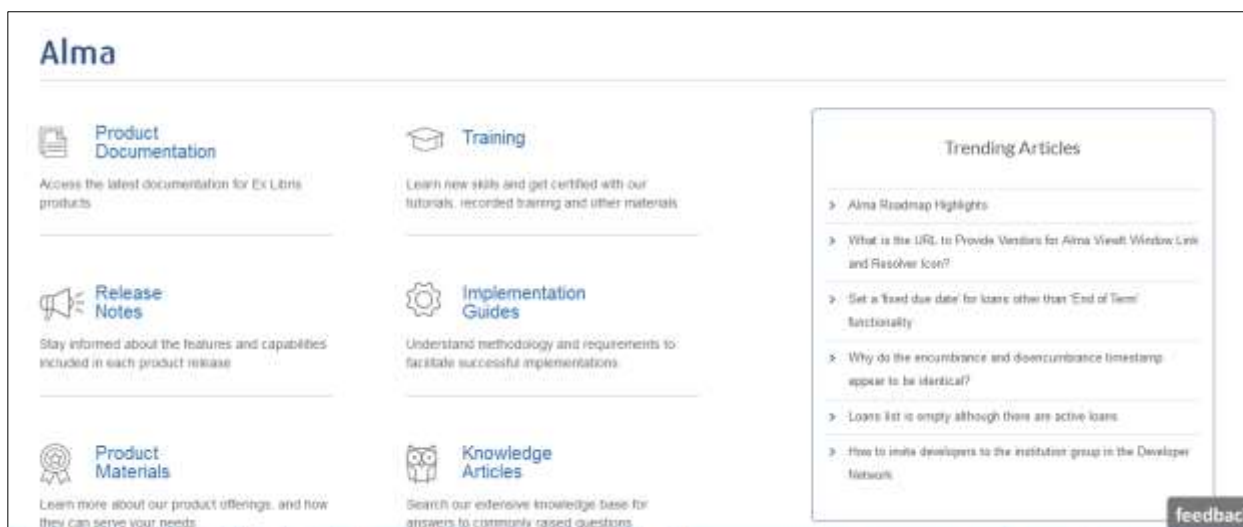 Alma
Product
Documentation
Access the latest documentation for Ex Libris
products
Training
Learn new skills and get certified with our
tutorials, recorded training and other materials
Release
Notes
Stay informed about the features and capabilities
included in each product release
Implementation
Guides
Understand methodology and requirements to
facilitate successful implementations
Product
Materials
Learn more about our product offerings, and how
they can serve your needs
Knowledge
Articles
Search our extensive knowledge base for
answers to commonly raised questions
Trending Articles
Alma Roadmap Highlights
What is the URL to Provide Vendors for Alma ViewIt Window Link
and Resolver Icon?
Set a 'fixed due date' for loans other than 'End of Term'
functionality
Why do the encumbrance and disencumbrance timestamp
appear to be identical?
Loans list is empty although there are active loans
How to invite developers to the institution group in the Developer
Network
feedbac